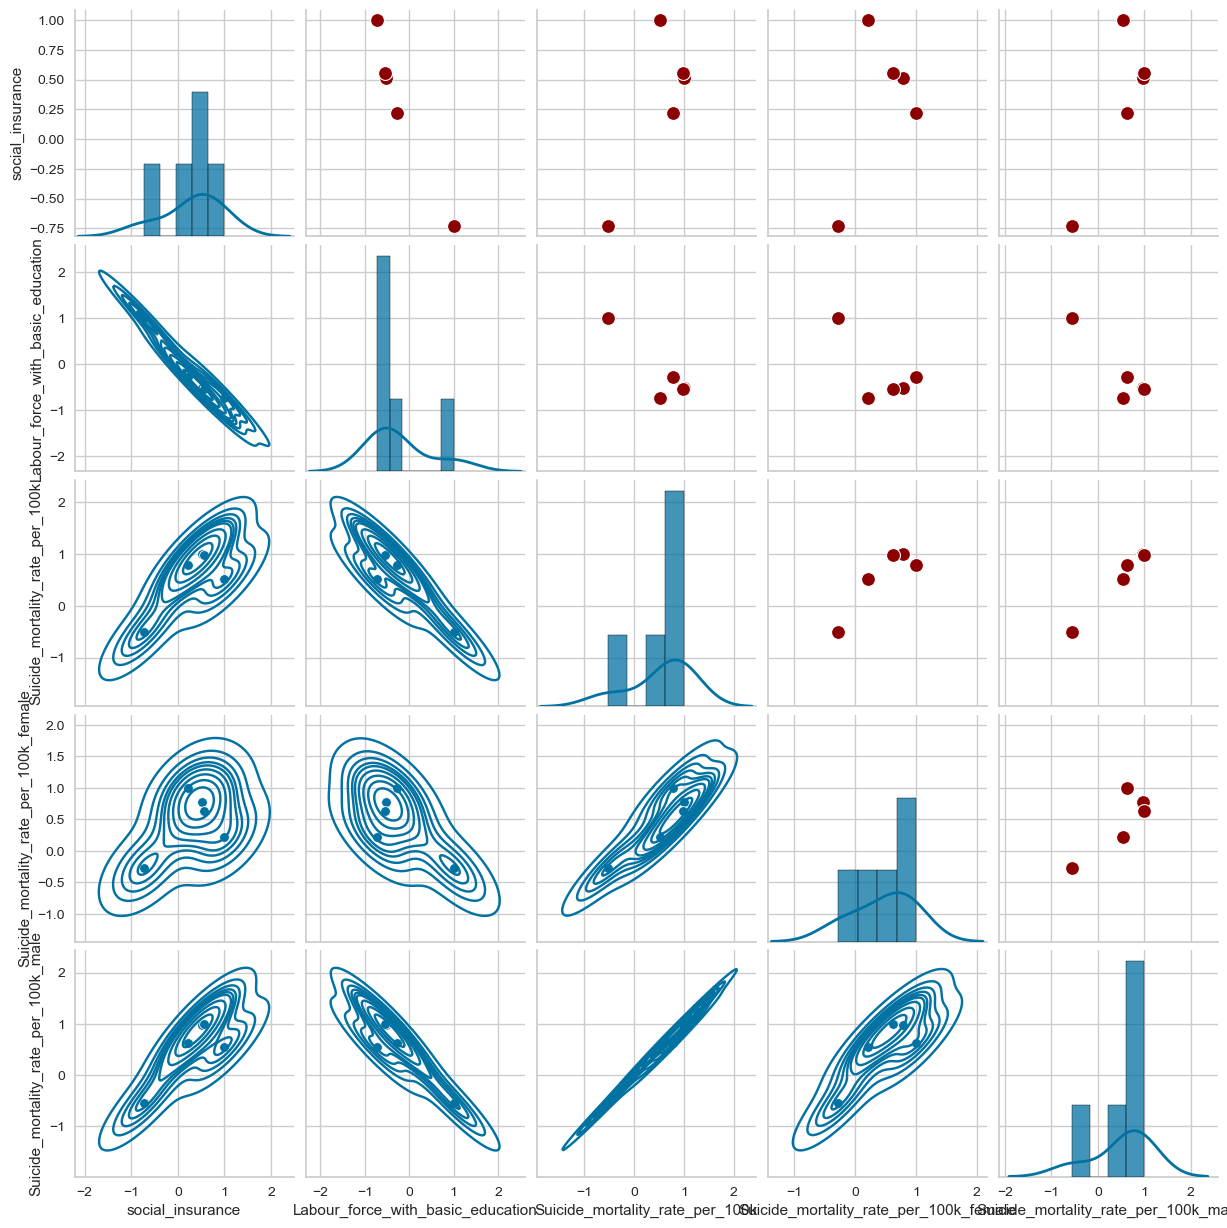 1.00
0.75
0.50
0.25
0.00
−0.25
−0.50
−0.75
social_insurance
2
1
0
−1
−2
Labour_force_with_basic_education
2
1
0
−1
Suicide_mortality_rate_per_100k
2.0
1.5
1.0
0.5
0.0
−0.5
−1.0
Suicide_mortality_rate_per_100k_female
2
1
0
−1
Suicide_mortality_rate_per_100k_male
−2 −1 0 1 2
social_insurance
−2 −1 0 1 2
Labour_force_with_basic_education
−1 0 1 2
Suicide_mortality_rate_per_100k
−1 0 1 2
Suicide_mortality_rate_per_100k_female
−2 −1 0 1 2
Suicide_mortality_rate_per_100k_ma